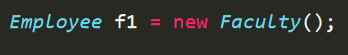 Employee f1 = new Faculty();